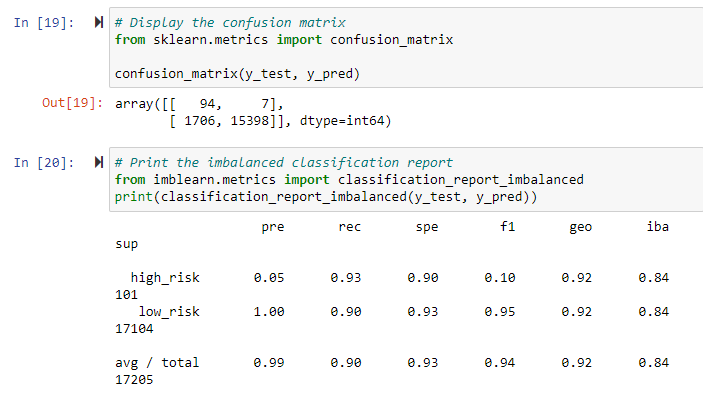 In [19]: # Display the confusion matrix
from sklearn.metrics import confusion_matrix
confusion_matrix(y_test, y_pred)
Out[19]: array([[   94,     7],
       [ 1706, 15398]], dtype=int64)
In [20]: # Print the imbalanced classification report
from imblearn.metrics import classification_report_imbalanced
print(classification_report_imbalanced(y_test, y_pred))
                   pre       rec       spe        f1       geo       iba
sup
  high_risk       0.05      0.93      0.90      0.10      0.92      0.84
101
   low_risk       1.00      0.90      0.93      0.95      0.92      0.84
17104
avg / total       0.99      0.90      0.93      0.94      0.92      0.84
17205